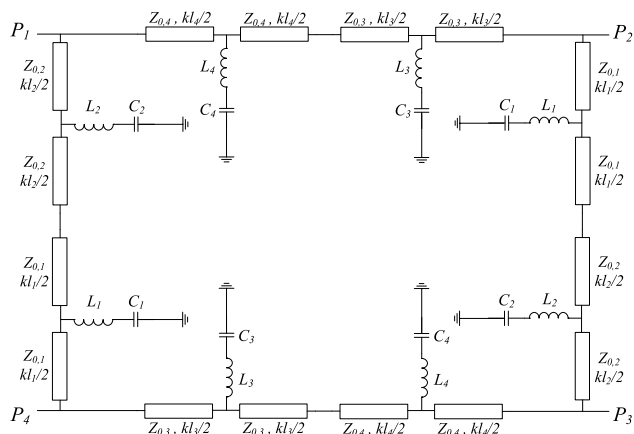 Z0,4 , kl4/2 Z0,4 , kl4/2 Z0,3 , kl3/2 Z0,3 , kl3/2
P1 P2
Z0,2 kl2/2
L4
L3
Z0,1 kl1/2
L2 C2
C4
C3
C1 L1
Z0,2 kl2/2
Z0,1 kl1/2
Z0,1 kl1/2
Z0,2 kl2/2
L1 C1
C3
C4
C2 L2
Z0,1 kl1/2
L3
L4
Z0,2 kl2/2
P4 P3
Z0,3 , kl3/2 Z0,3 , kl3/2 Z0,4 , kl4/2 Z0,4 , kl4/2